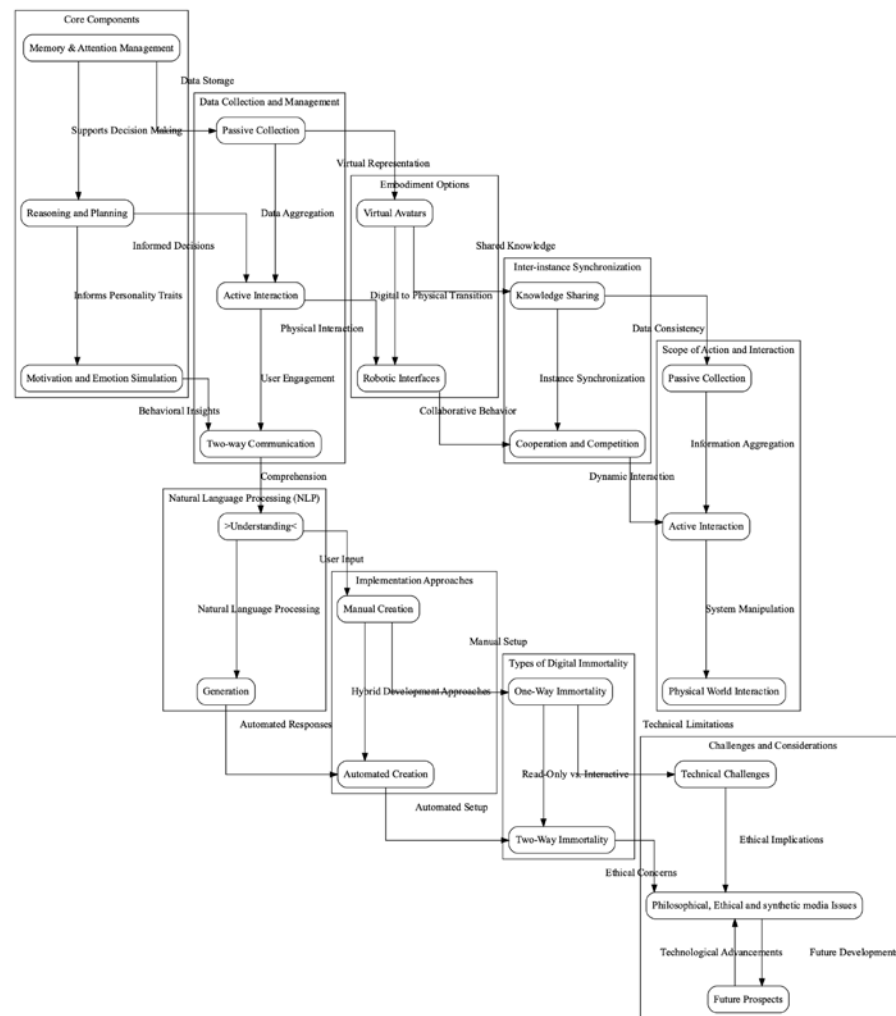 Core Components
Memory & Attention Management
Data Storage
Data Collection and Management
Supports Decision Making
Passive Collection
Virtual Representation
Embodiment Options
Reasoning and Planning
Data Aggregation
Virtual Avatars
Informed Decisions
Shared Knowledge
Inter-instance Synchronization
Informs Personality Traits
Active Interaction
Digital to Physical Transition
Knowledge Sharing
Physical Interaction
Data Consistency
Scope of Action and Interaction
Motivation and Emotion Simulation
User Engagement
Robotic Interfaces
Instance Synchronization
Passive Collection
Behavioral Insights
Collaborative Behavior
Two-way Communication
Cooperation and Competition
Information Aggregation
Comprehension
Dynamic Interaction
Natural Language Processing (NLP)
>Understanding<
Active Interaction
User Input
Implementation Approaches
Natural Language Processing
Manual Creation
System Manipulation
Manual Setup
Types of Digital Immortality
Generation
Hybrid Development Approaches
One-Way Immortality
Physical World Interaction
Automated Responses
Technical Limitations
Challenges and Considerations
Automated Creation
Read-Only vs. Interactive
Technical Challenges
Automated Setup
Two-Way Immortality
Ethical Implications
Ethical Concerns
Philosophical, Ethical and synthetic media Issues
Technological Advancements
Future Development
Future Prospects